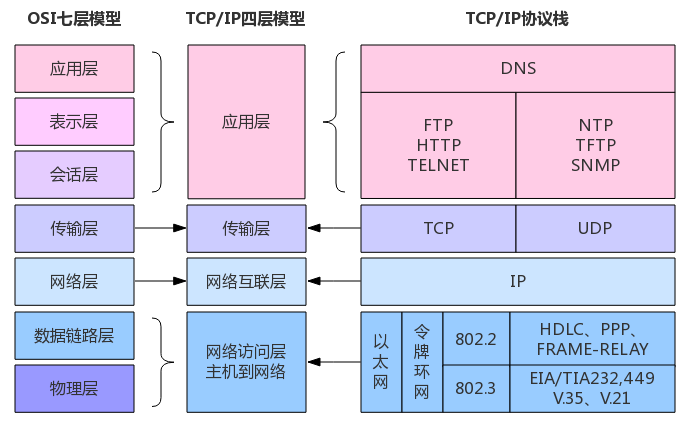 OSI七层模型
TCP/IP四层模型
TCP/IP协议栈
应用层
表示层
会话层
传输层
网络层
数据链路层
物理层
应用层
传输层
网络互联层
网络访问层
主机到网络
DNS
FTP
HTTP
TELNET
NTP
TFTP
SNMP
TCP
UDP
IP
以太网
令牌环网
802.2
HDLC、PPP、
FRAME-RELAY
802.3
EIA/TIA232,449
V.35、V.21